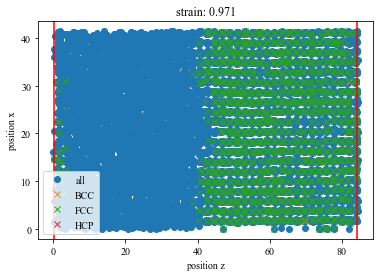 strain: 0.971
position x
40
30
20
10
0
all
BCC
FCC
HCP
0
20
40
60
80
position z